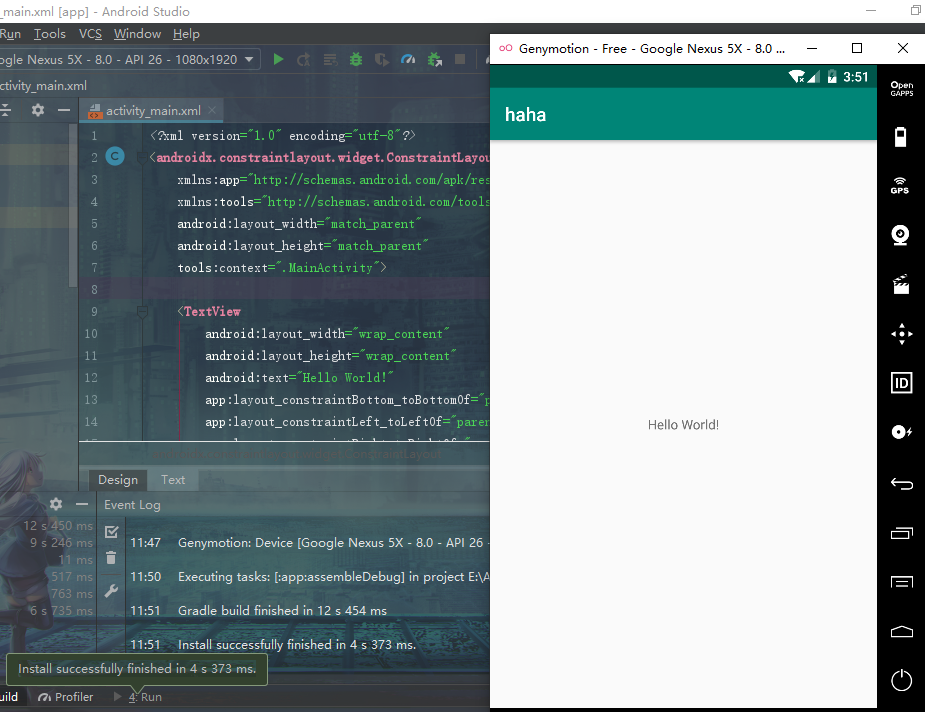 _main.xml [app] - Android Studio
Run Tools VCS Window Help
ogle Nexus 5X - 8.0 - API 26 - 1080x1920
ctivity_main.xml
activity_main.xml
1 <?xml version="1.0" encoding="utf-8"?>
2 <androidx.constraintlayout.widget.ConstraintLayou
3 xmlns:app="http://schemas.android.com/apk/res
4 xmlns:tools="http://schemas.android.com/tools
5 android:layout_width="match_parent"
6 android:layout_height="match_parent"
7 tools:context=".MainActivity">
8
9 <TextView
10 android:layout_width="wrap_content"
11 android:layout_height="wrap_content"
12 android:text="Hello World!"
13 app:layout_constraintBottom_toBottomOf="p
14 app:layout_constraintLeft_toLeftOf="paren
Design Text
Event Log
12 s 450 ms
9 s 246 ms
11 ms
517 ms
763 ms
6 s 735 ms
11:47 Genymotion: Device [Google Nexus 5X - 8.0 - API 26 -
11:50 Executing tasks: [:app:assembleDebug] in project E:\A
11:51 Gradle build finished in 12 s 454 ms
11:51 Install successfully finished in 4 s 373 ms.
Install successfully finished in 4 s 373 ms.
uild Profiler 4: Run
Genymotion - Free - Google Nexus 5X - 8.0 ...
3:51
haha
Hello World!
Open
GAPPS
GPS
ID